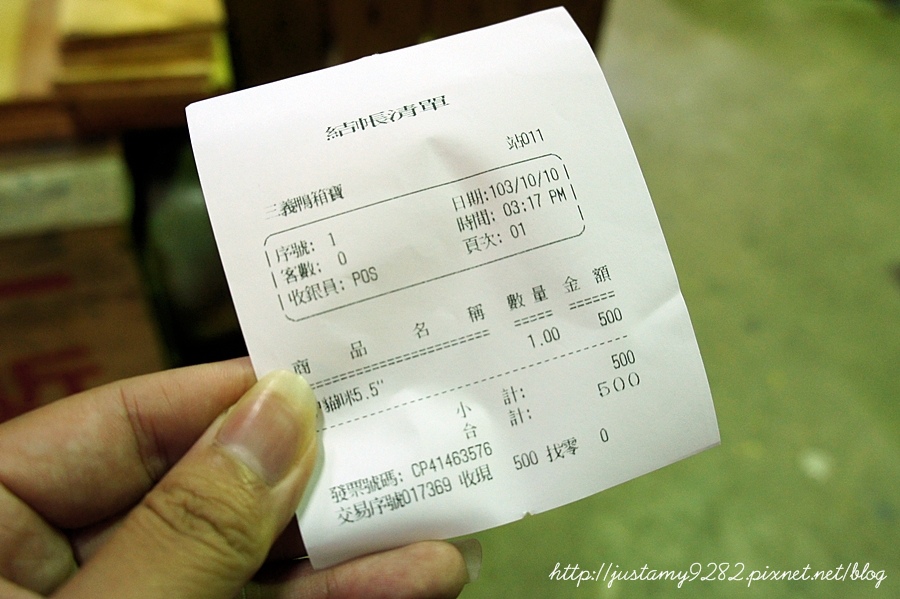 結帳清單
站011
三義鴨箱寶
序號: 1 日期:103/10/10
客數: 0 時間: 03:17 PM
收銀員: POS 頁次: 01
商 品 名 稱 數 量 金 額
貓咪5.5" 1.00 500
小 計: 500
合 計: 500
發票號碼: CP41463576
交易序號017369 收現 500 找零 0
http://justamy9282.pixnet.net/blog